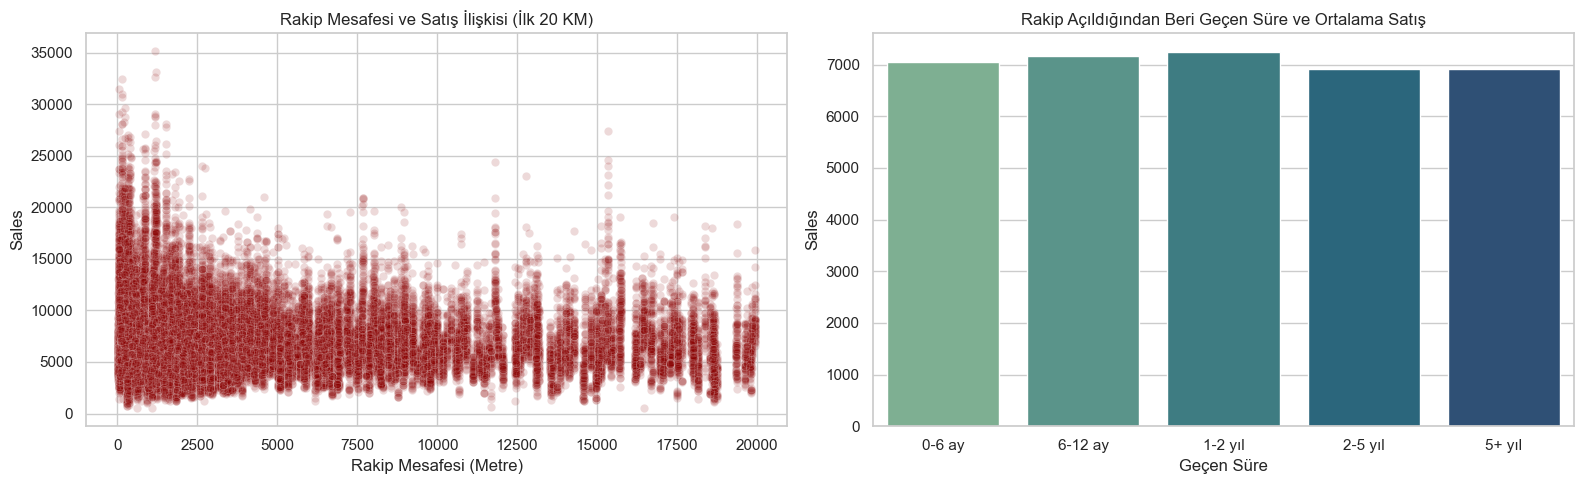 Rakip Mesafesi ve Satış İlişkisi (İlk 20 KM)
Sales
35000
30000
25000
20000
15000
10000
5000
0
0 2500 5000 7500 10000 12500 15000 17500 20000
Rakip Mesafesi (Metre)
Rakip Açıldığından Beri Geçen Süre ve Ortalama Satış
Sales
7000
6000
5000
4000
3000
2000
1000
0
0-6 ay 6-12 ay 1-2 yıl 2-5 yıl 5+ yıl
Geçen Süre